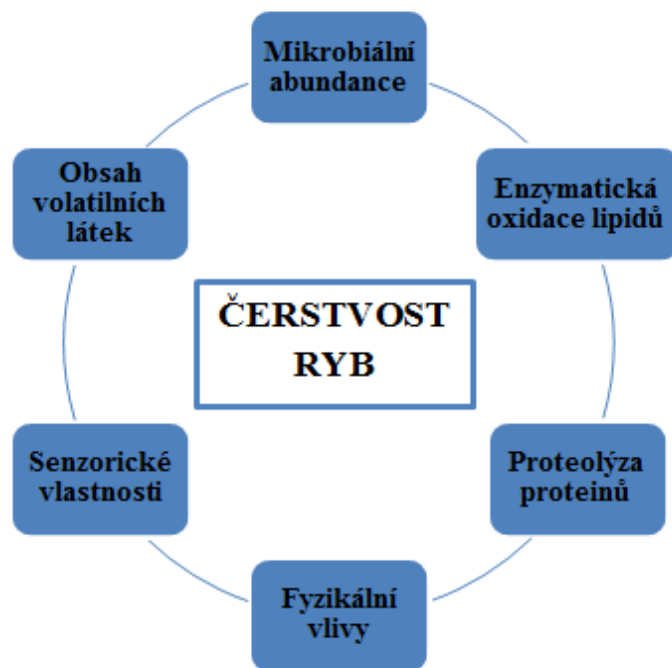 Mikrobiální
abundance
Enzymatická
oxidace lipidů
Proteolýza
proteinů
Fyzikální
vlivy
Senzorické
vlastnosti
Obsah
volatilních
látek
ČERSTVOST
RYB